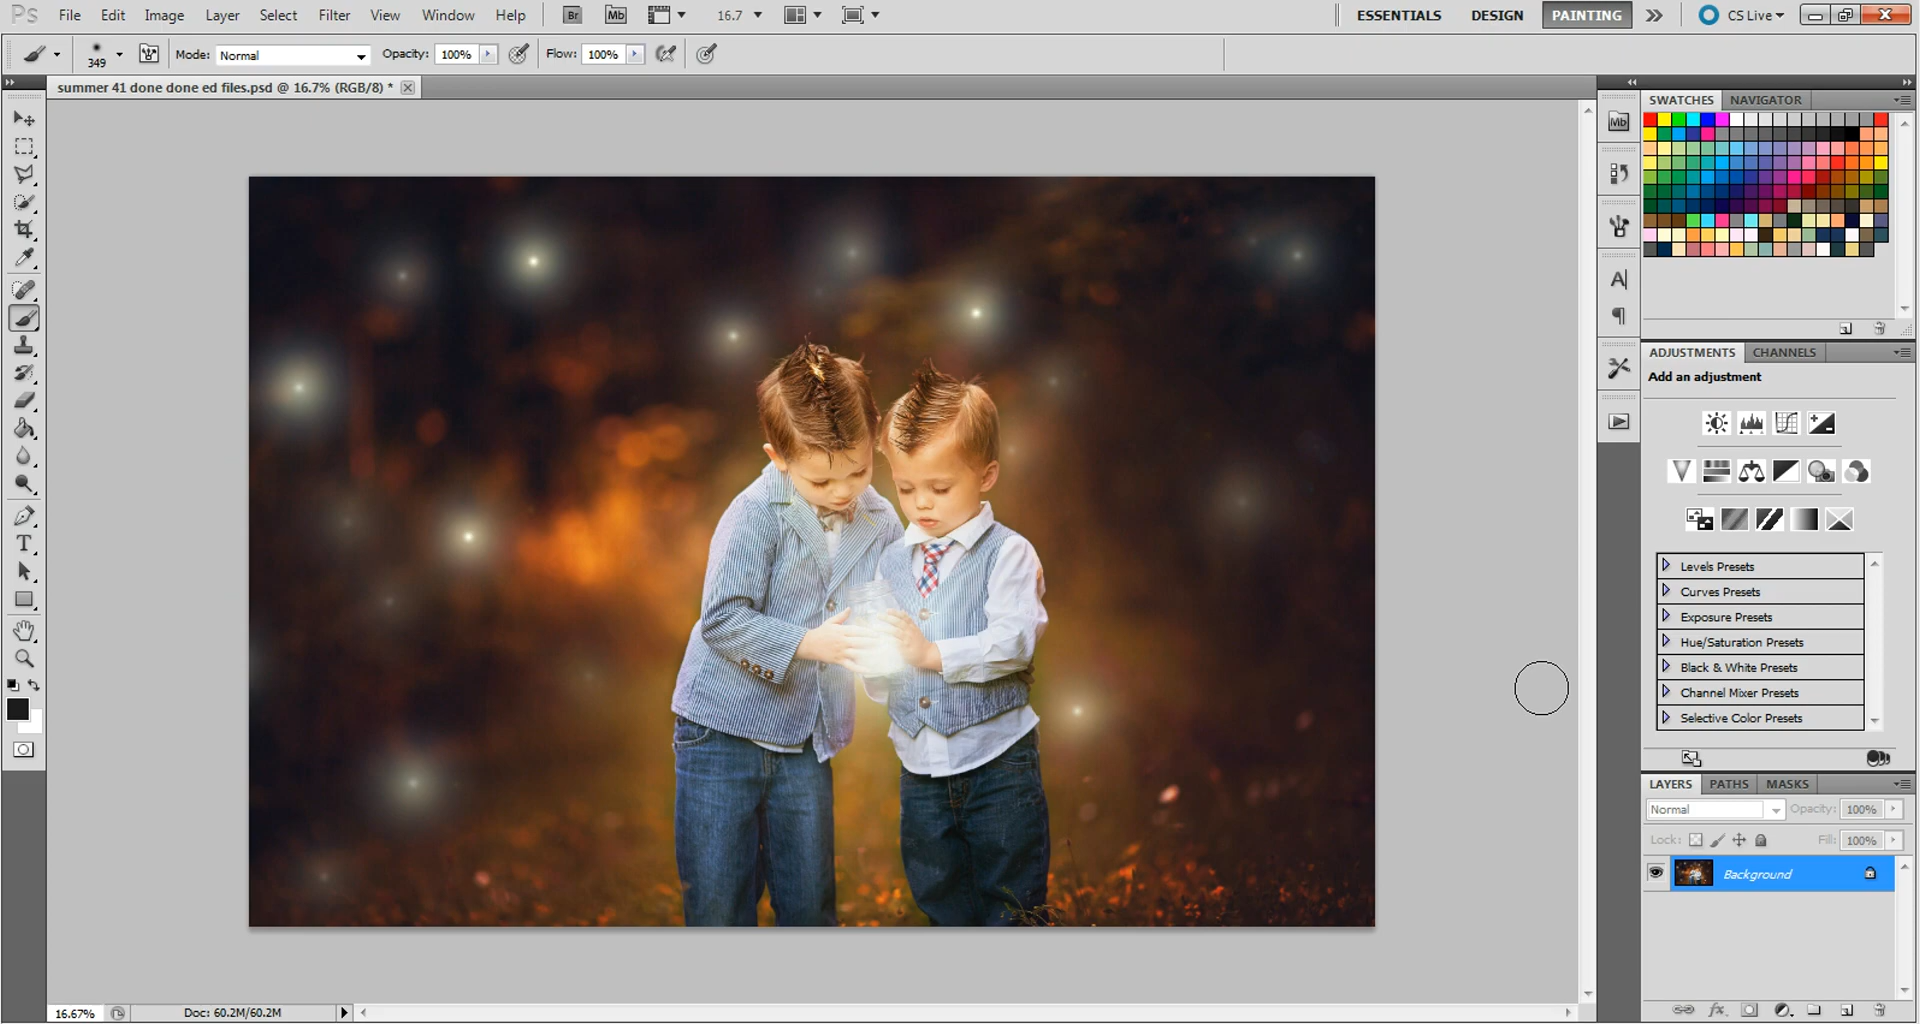 Ps File Edit Image Layer Select Filter View Window Help Br Mb 16.7 ESSENTIALS DESIGN PAINTING CS Live
349 Mode: Normal Opacity: 100% Flow: 100%
summer 41 done done ed files.psd @ 16.7% (RGB/8) *
SWATCHES NAVIGATOR
Mb
A
ADJUSTMENTS CHANNELS
Add an adjustment
Levels Presets
Curves Presets
Exposure Presets
Hue/Saturation Presets
Black & White Presets
Channel Mixer Presets
Selective Color Presets
T
LAYERS PATHS MASKS
Normal Opacity: 100%
Lock: Fill: 100%
Background
fx
16.67% Doc: 60.2M/60.2M